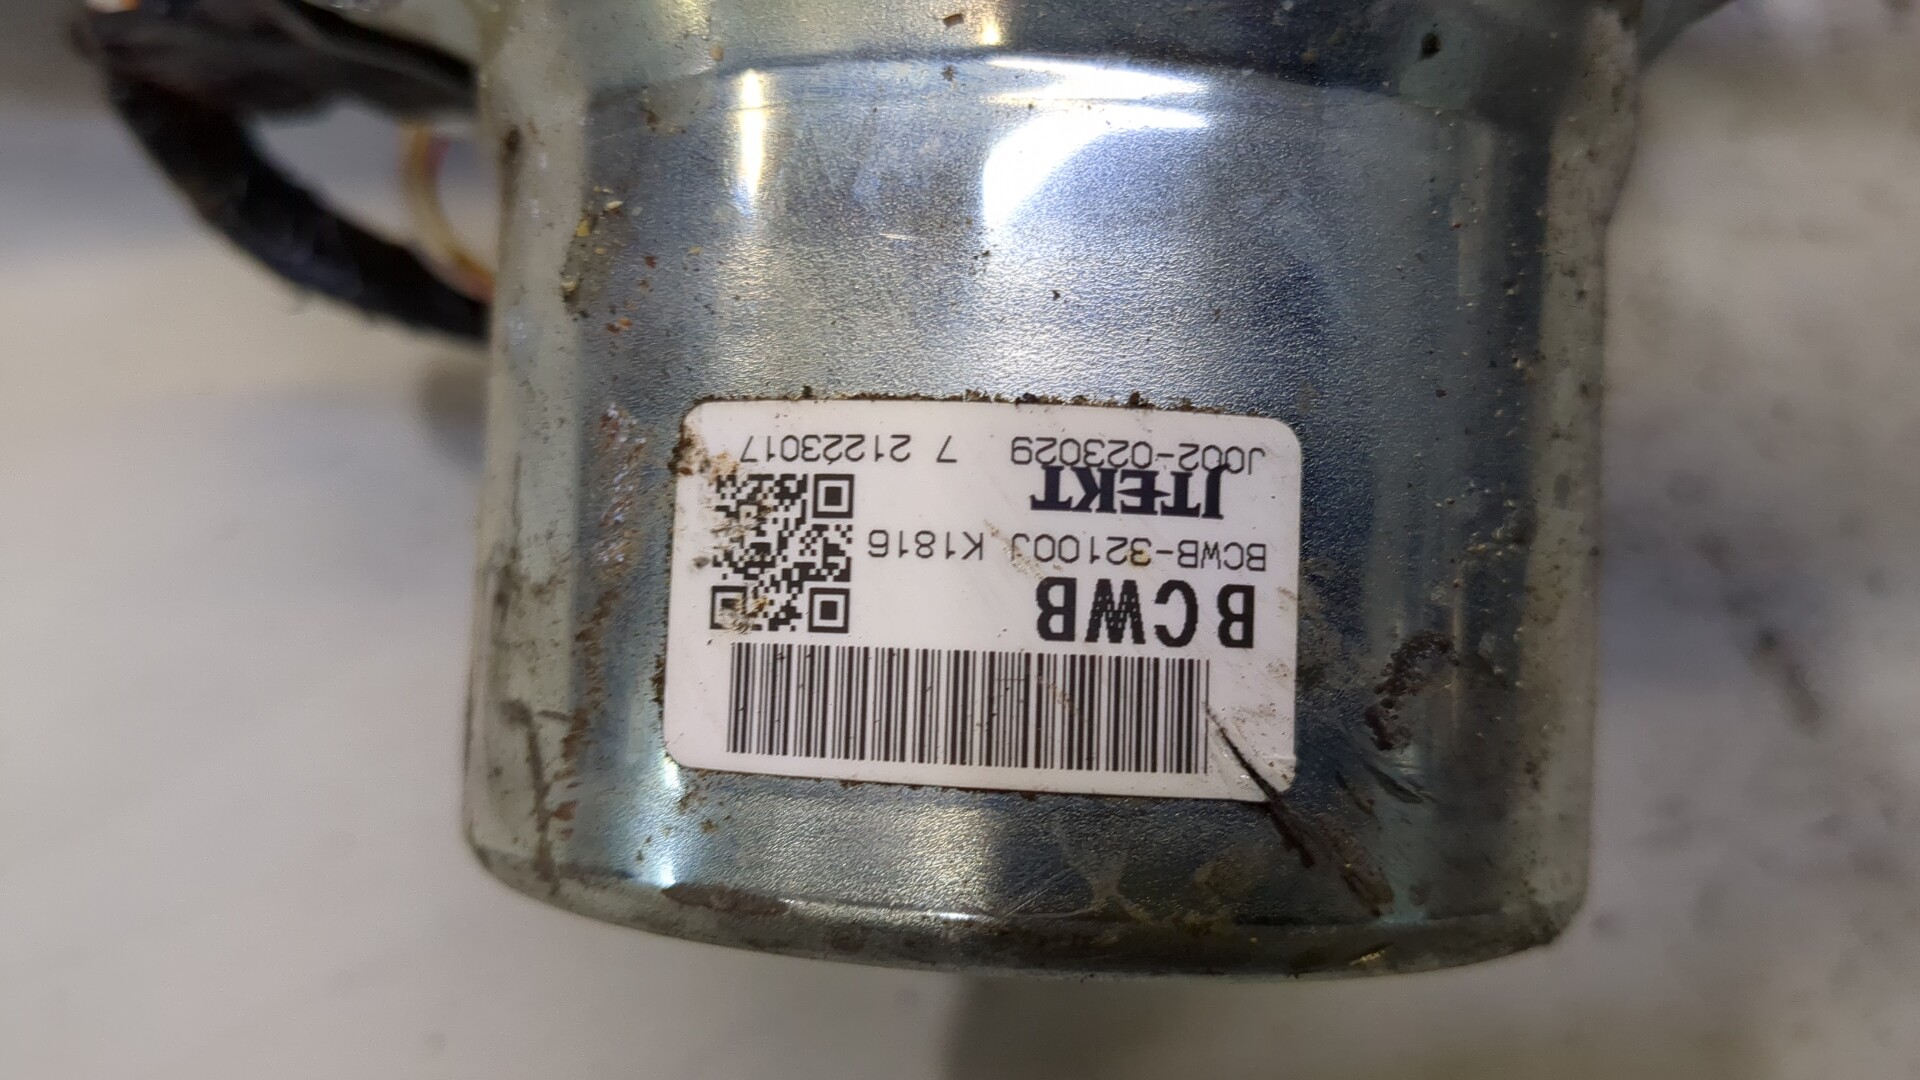 BCWB
BCWB-32100J K1816
JTEKT
J002-023029 7 21223017